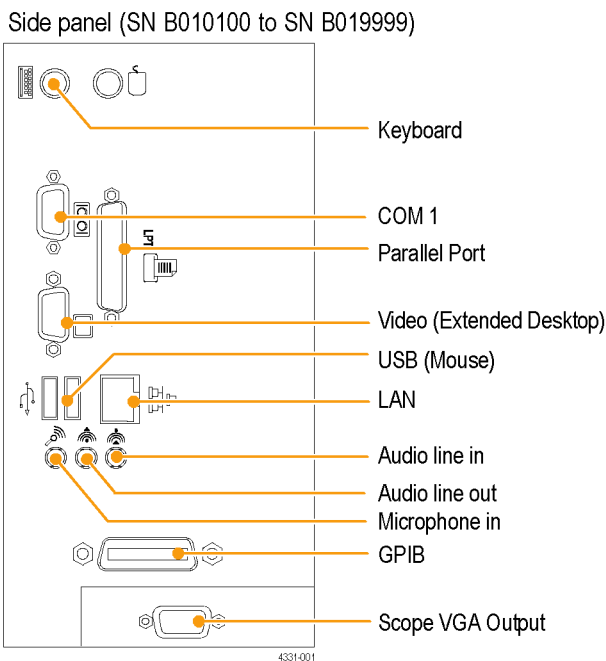 Side panel (SN B010100 to SN B019999)
Keyboard
COM 1
LPT
Parallel Port
Video (Extended Desktop)
USB (Mouse)
LAN
Audio line in
Audio line out
Microphone in
GPIB
Scope VGA Output
4331-001